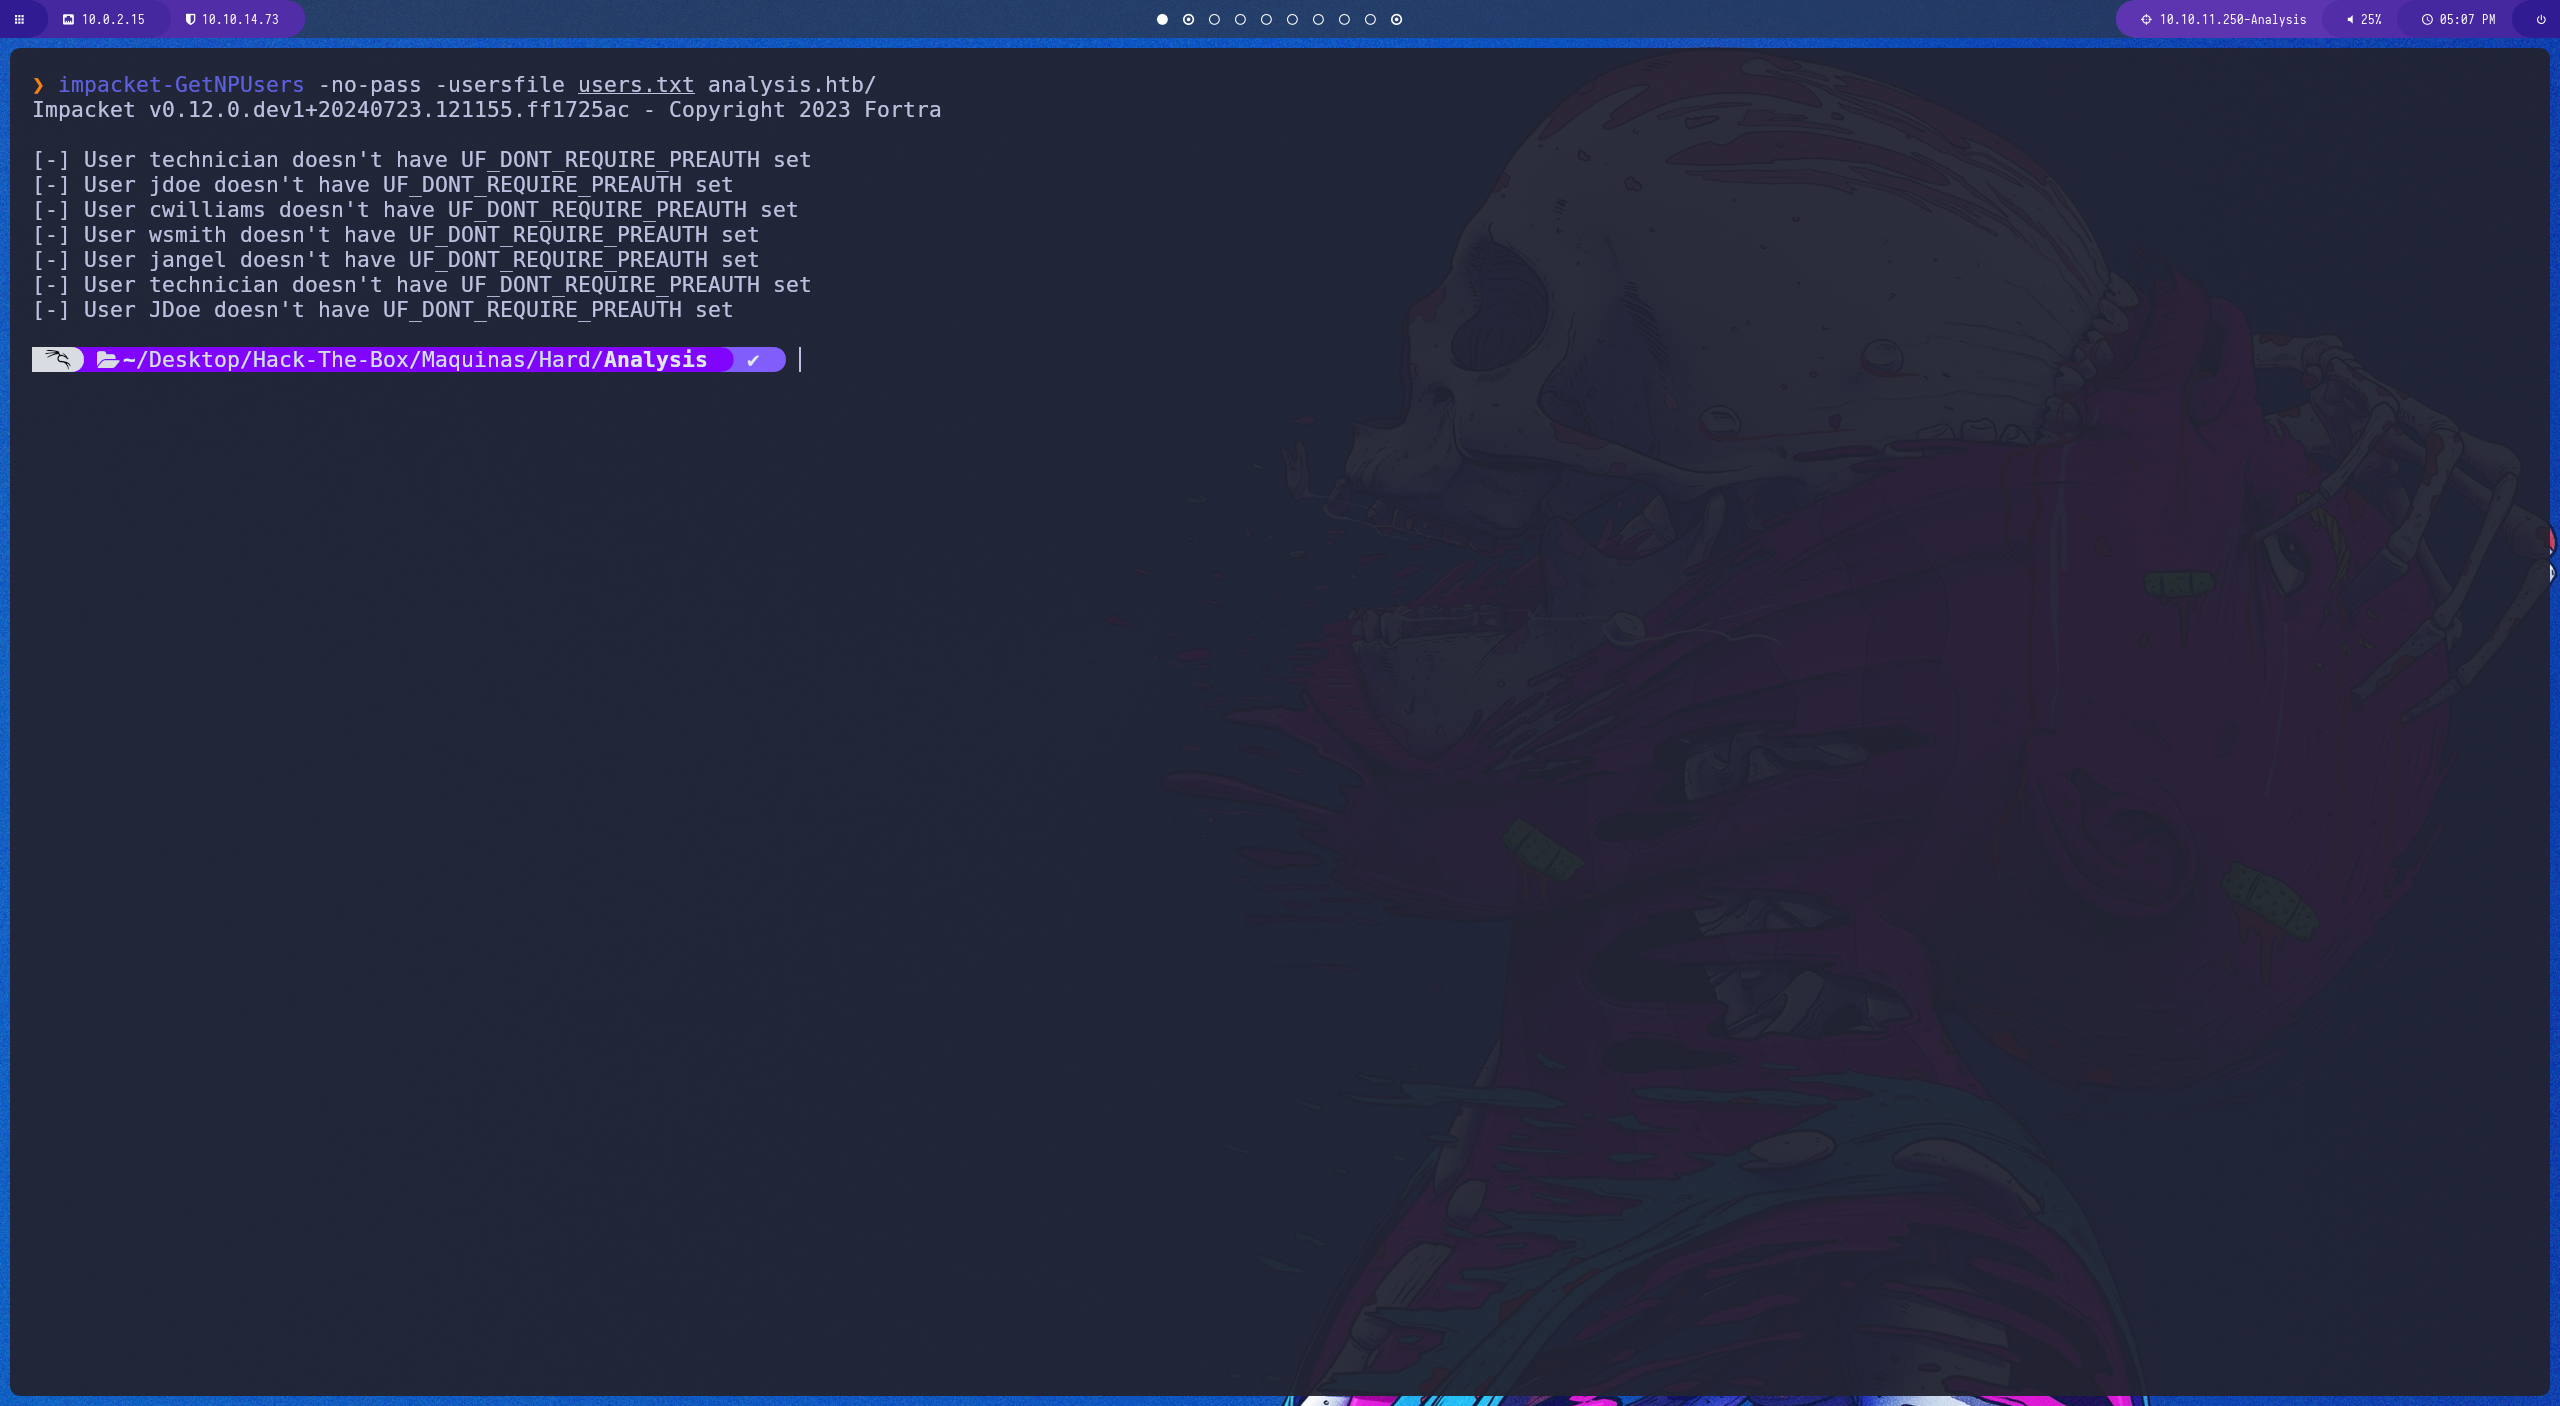 10.0.2.15 10.10.14.73 10.10.11.250-Analysis 25% 05:07 PM
❯ impacket-GetNPUsers -no-pass -usersfile users.txt analysis.htb/
Impacket v0.12.0.dev1+20240723.121155.ff1725ac - Copyright 2023 Fortra
[-] User technician doesn't have UF_DONT_REQUIRE_PREAUTH set
[-] User jdoe doesn't have UF_DONT_REQUIRE_PREAUTH set
[-] User cwilliams doesn't have UF_DONT_REQUIRE_PREAUTH set
[-] User wsmith doesn't have UF_DONT_REQUIRE_PREAUTH set
[-] User jangel doesn't have UF_DONT_REQUIRE_PREAUTH set
[-] User technician doesn't have UF_DONT_REQUIRE_PREAUTH set
[-] User JDoe doesn't have UF_DONT_REQUIRE_PREAUTH set
~/Desktop/Hack-The-Box/Maquinas/Hard/Analysis ✔